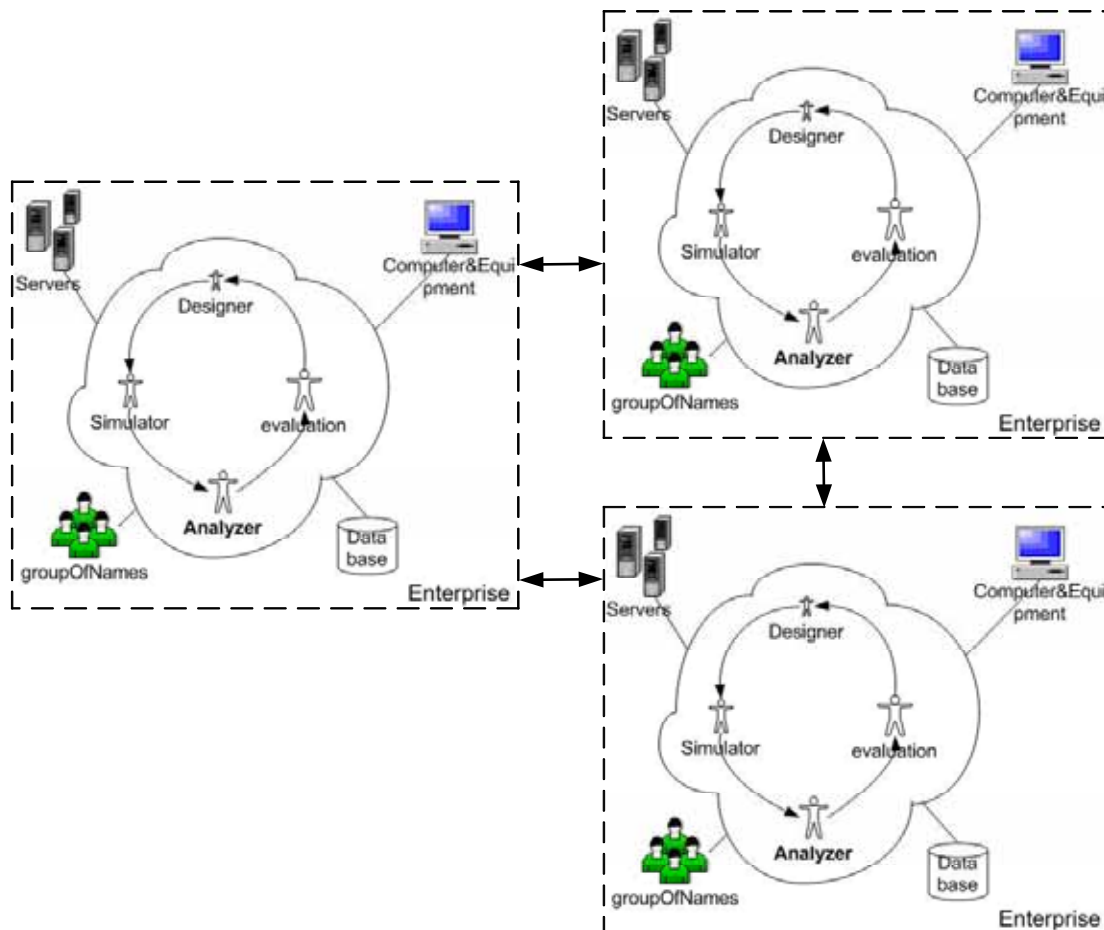 Servers
Computer&Equi
pment
Designer
Simulator
evaluation
Analyzer
groupOfNames
Data
base
Enterprise
Servers
Computer&Equi
pment
Designer
Simulator
evaluation
Analyzer
groupOfNames
Data
base
Enterprise
Servers
Computer&Equi
pment
Designer
Simulator
evaluation
Analyzer
groupOfNames
Data
base
Enterprise